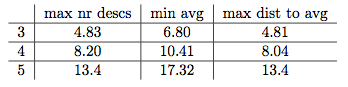 max nr descs min avg max dist to avg
3 4.83 6.80 4.81
4 8.20 10.41 8.04
5 13.4 17.32 13.4